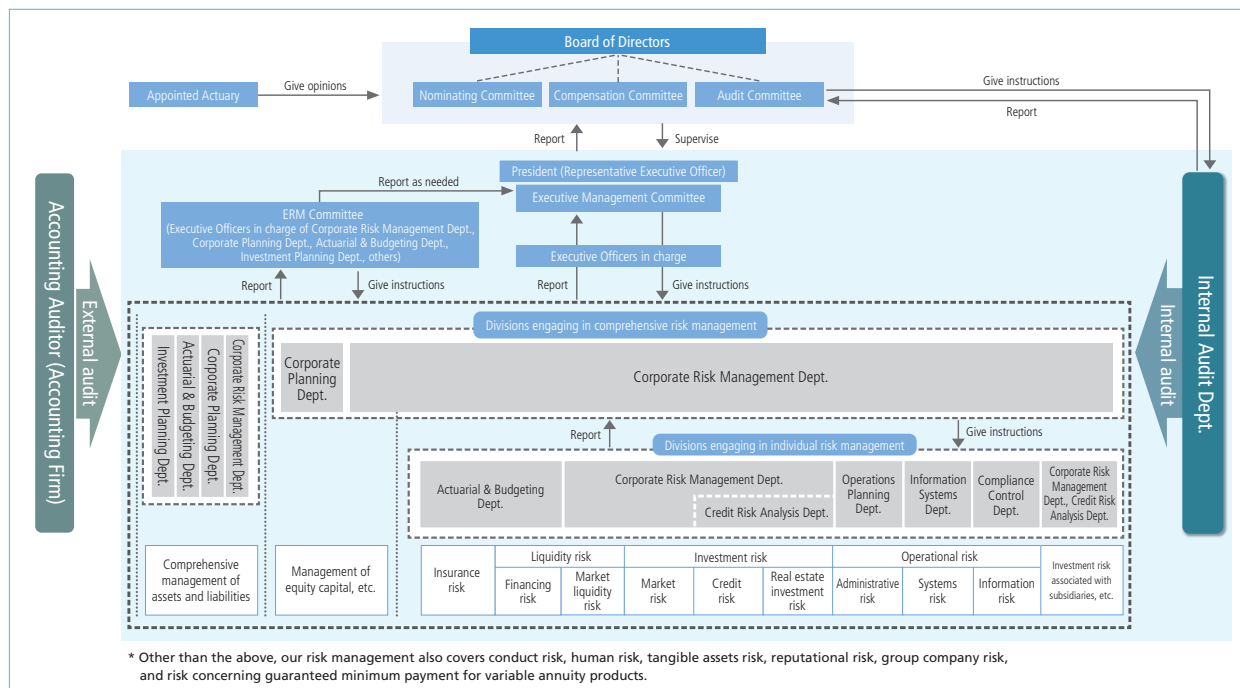 Board of Directors
Nominating Committee
Compensation Committee
Audit Committee
Appointed Actuary
Give opinions
Give instructions
Report
Report
Supervise
President (Representative Executive Officer)
Executive Management Committee
Report as needed
ERM Committee
(Executive Officers in charge of Corporate Risk Management Dept.,
Corporate Planning Dept., Actuarial & Budgeting Dept.,
Investment Planning Dept., others)
Executive Officers in charge
Report
Give instructions
Report
Give instructions
Accounting Auditor (Accounting Firm)
External audit
Internal audit
Internal Audit Dept.
Divisions engaging in comprehensive risk management
Investment Planning Dept.
Actuarial & Budgeting Dept.
Corporate Planning Dept.
Corporate Risk Management Dept.
Corporate
Planning
Dept.
Corporate Risk Management Dept.
Report
Give instructions
Divisions engaging in individual risk management
Actuarial & Budgeting
Dept.
Corporate Risk Management Dept.
Credit Risk Analysis Dept.
Operations
Planning
Dept.
Information
Systems
Dept.
Compliance
Control
Dept.
Corporate Risk
Management
Dept., Credit Risk
Analysis Dept.
Comprehensive
management of
assets and liabilities
Management of
equity capital, etc.
Insurance
risk
Liquidity risk
Financing
risk
Market
liquidity
risk
Investment risk
Market
risk
Credit
risk
Real estate
investment
risk
Operational risk
Administrative
risk
Systems
risk
Information
risk
Investment risk
associated with
subsidiaries, etc.
* Other than the above, our risk management also covers conduct risk, human risk, tangible assets risk, reputational risk, group company risk,
and risk concerning guaranteed minimum payment for variable annuity products.